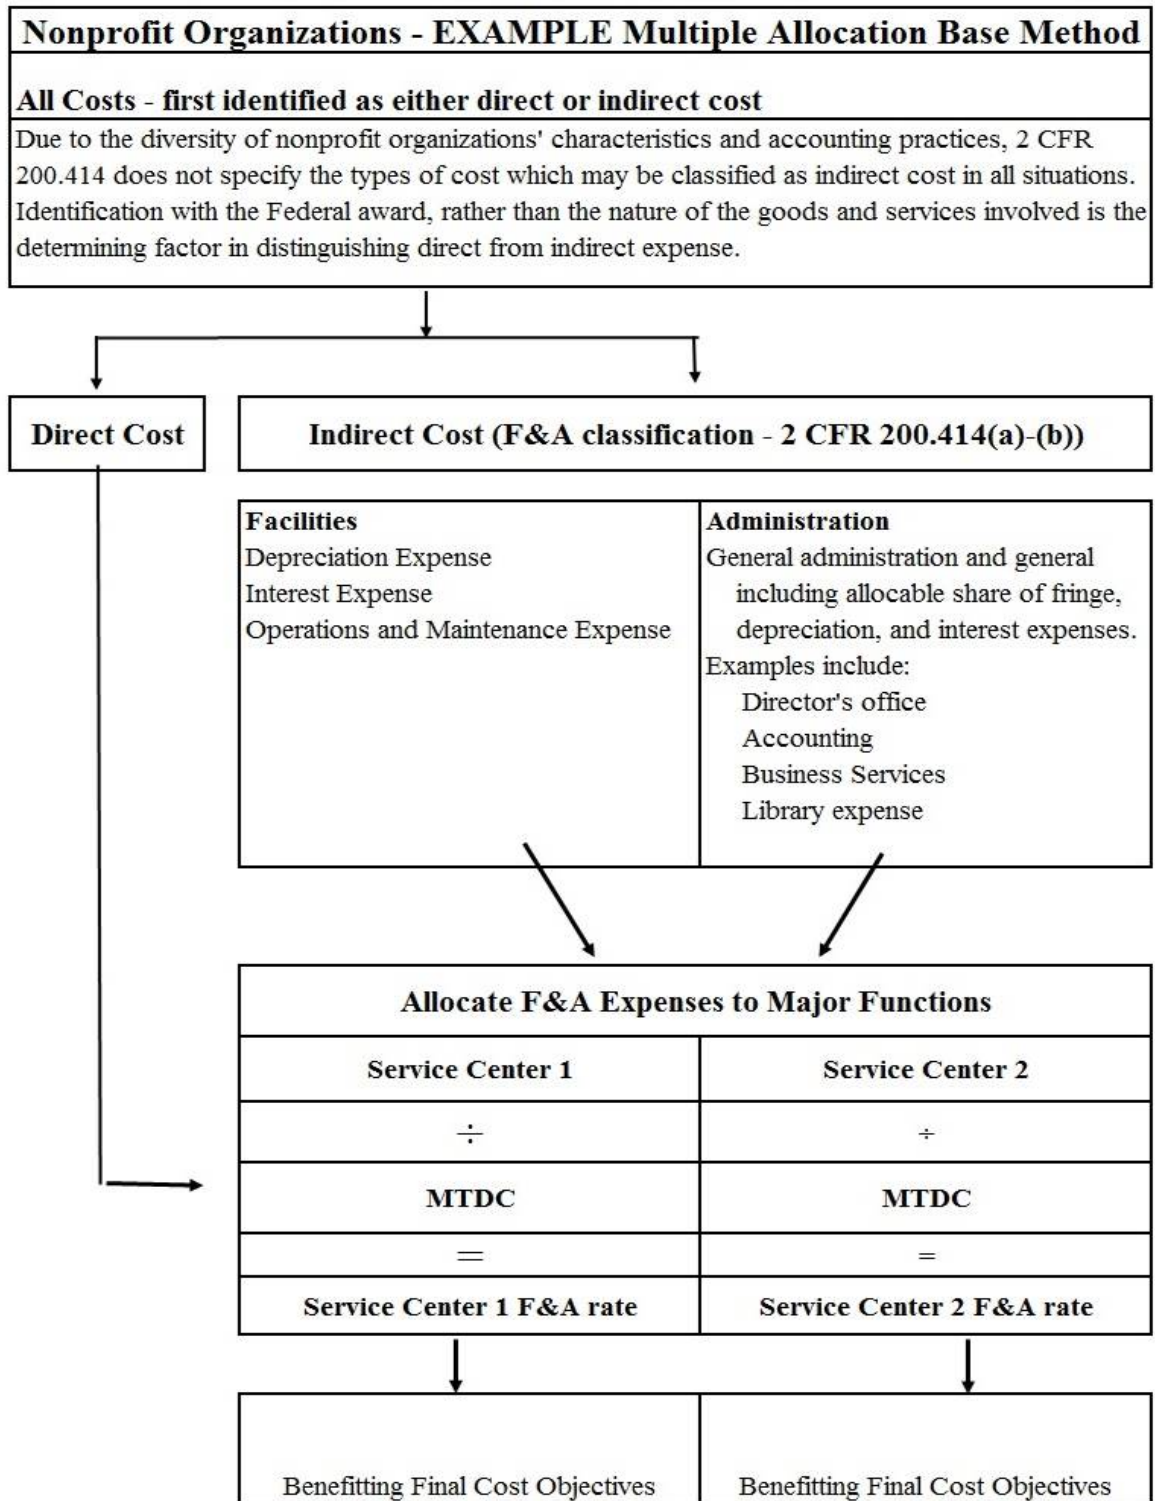 Nonprofit Organizations - EXAMPLE Multiple Allocation Base Method
All Costs - first identified as either direct or indirect cost
Due to the diversity of nonprofit organizations' characteristics and accounting practices, 2 CFR
200.414 does not specify the types of cost which may be classified as indirect cost in all situations.
Identification with the Federal award, rather than the nature of the goods and services involved is the
determining factor in distinguishing direct from indirect expense.
Direct Cost
Indirect Cost (F&A classification - 2 CFR 200.414(a)-(b))
Facilities
Depreciation Expense
Interest Expense
Operations and Maintenance Expense
Administration
General administration and general
including allocable share of fringe,
depreciation, and interest expenses.
Examples include:
Director's office
Accounting
Business Services
Library expense
Allocate F&A Expenses to Major Functions
Service Center 1
Service Center 2
÷
÷
MTDC
MTDC
=
=
Service Center 1 F&A rate
Service Center 2 F&A rate
Benefitting Final Cost Objectives
Benefitting Final Cost Objectives